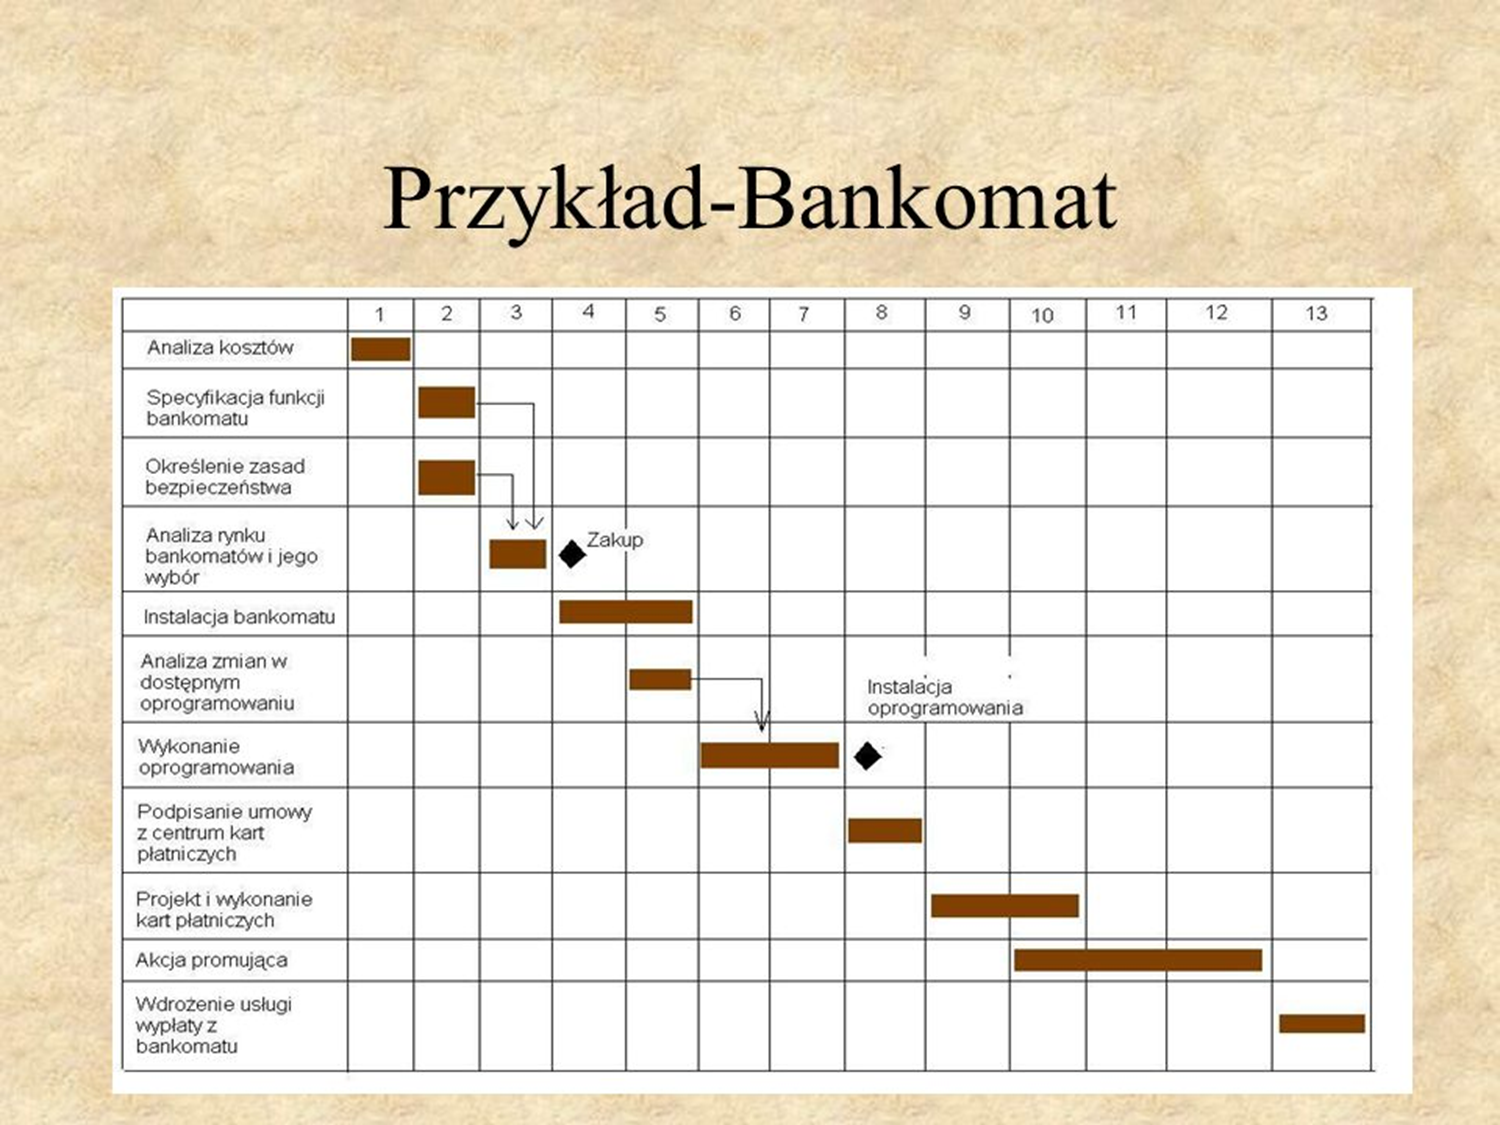 Przykład-Bankomat
1 2 3 4 5 6 7 8 9 10 11 12 13
Analiza kosztów
Specyfikacja funkcji
bankomatu
Określenie zasad
bezpieczeństwa
Analiza rynku
bankomatów i jego
wybór
Zakup
Instalacja bankomatu
Analiza zmian w
dostępnym
oprogramowaniu
Instalacja
oprogramowania
Wykonanie
oprogramowania
Podpisanie umowy
z centrum kart
płatniczych
Projekt i wykonanie
kart płatniczych
Akcja promująca
Wdrożenie usługi
wypłaty z
bankomatu